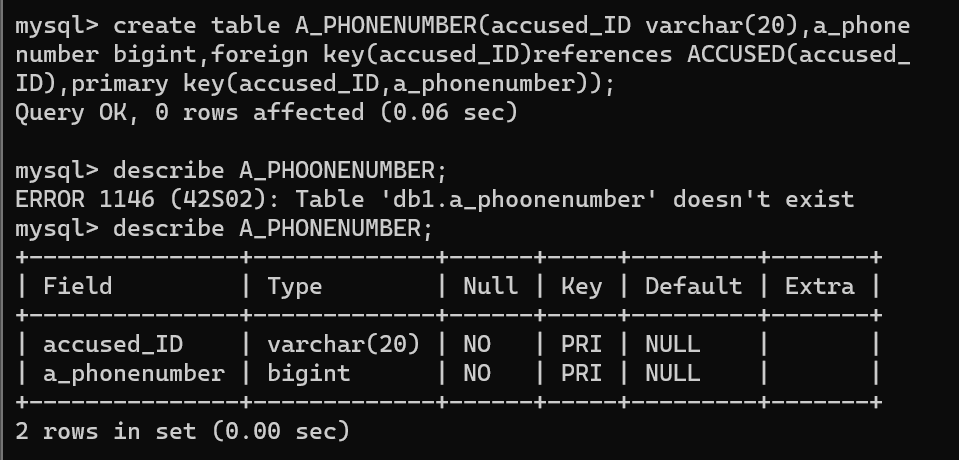 mysql> create table A_PHONENUMBER(accused_ID varchar(20),a_phone
number bigint,foreign key(accused_ID)references ACCUSED(accused_
ID),primary key(accused_ID,a_phonenumber));
Query OK, 0 rows affected (0.06 sec)

mysql> describe A_PHOONENUMBER;
ERROR 1146 (42S02): Table 'db1.a_phoonenumber' doesn't exist
mysql> describe A_PHONENUMBER;
+---------------+-------------+------+-----+---------+-------+
| Field         | Type        | Null | Key | Default | Extra |
+---------------+-------------+------+-----+---------+-------+
| accused_ID    | varchar(20) | NO   | PRI | NULL    |       |
| a_phonenumber | bigint      | NO   | PRI | NULL    |       |
+---------------+-------------+------+-----+---------+-------+
2 rows in set (0.00 sec)